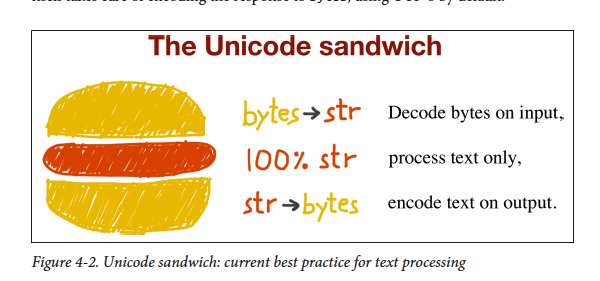 The Unicode sandwich
bytes→str Decode bytes on input,
100% str process text only,
str→bytes encode text on output.
Figure 4-2. Unicode sandwich: current best practice for text processing